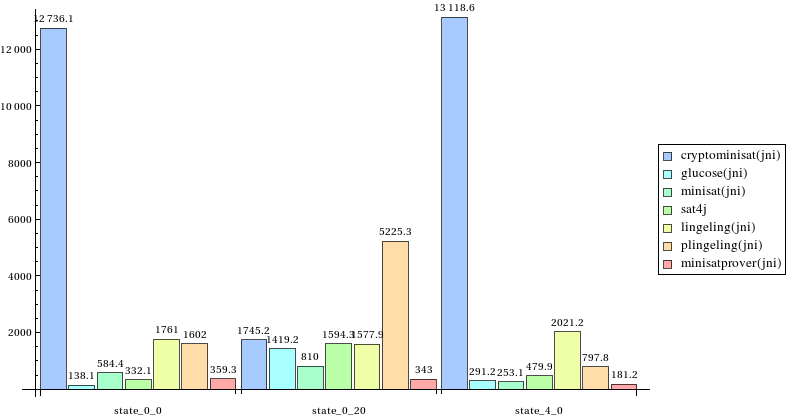 13 118.6
12 736.1
12 000
10 000
8000
6000
4000
2000
138.1
584.4
332.1
1761
1602
359.3
1745.2
1419.2
810
1594.3
1577.9
5225.3
343
291.2
253.1
479.9
2021.2
797.8
181.2
state_0_0
state_0_20
state_4_0
cryptominisat(jni)
glucose(jni)
minisat(jni)
sat4j
lingeling(jni)
plingeling(jni)
minisatprover(jni)